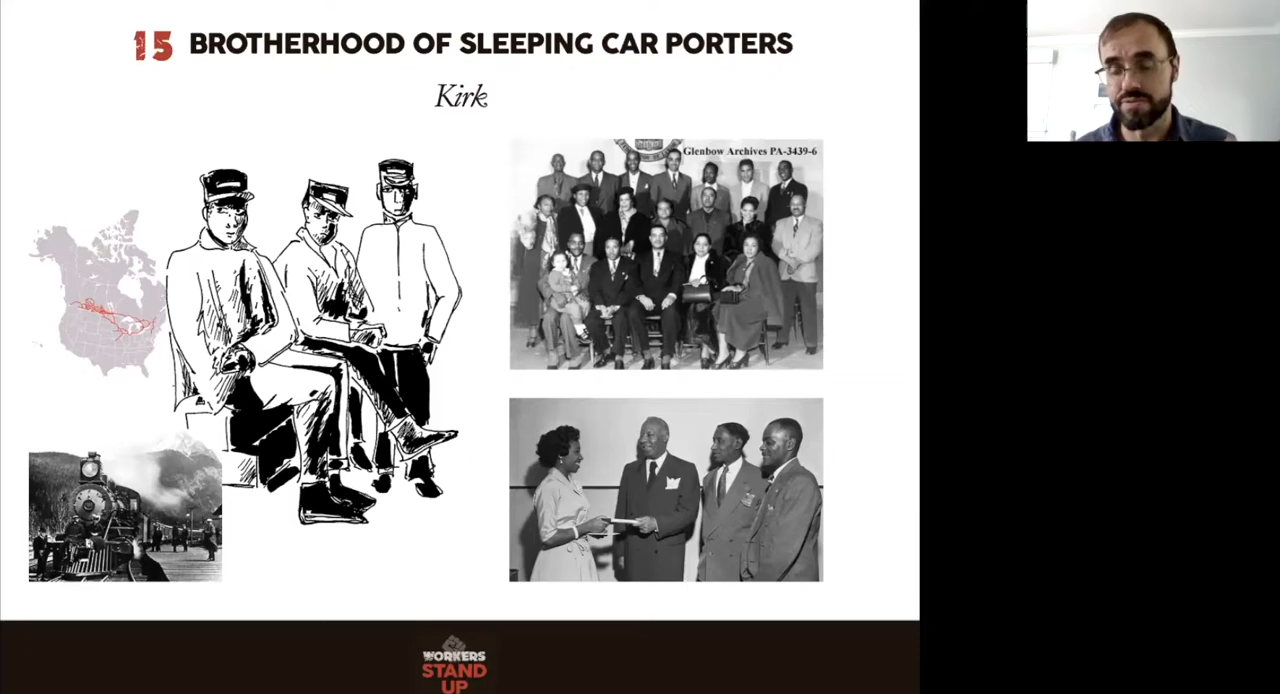 15 BROTHERHOOD OF SLEEPING CAR PORTERS
Kirk
Glenbow Archives PA-3439-6
WORKERS
STAND
UP